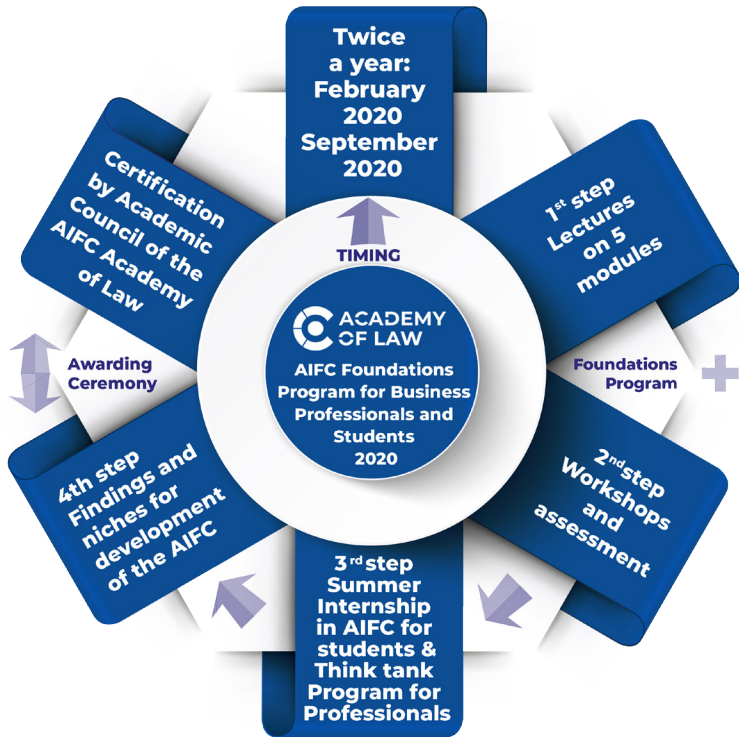 Twice
a year:
February
2020
September
2020
TIMING
1st step
Lectures
on 5
modules
Foundations
Program
2nd step
Workshops
and
assessment
3rd step
Summer
Internship
in AIFC for
students &
Think tank
Program for
Professionals
4th step
Findings and
niches for
development
of the AIFC
Awarding
Ceremony
Certification
by Academic
Council of the
AIFC Academy
of Law
ACADEMY
OF LAW
AIFC Foundations
Program for Business
Professionals and
Students
2020